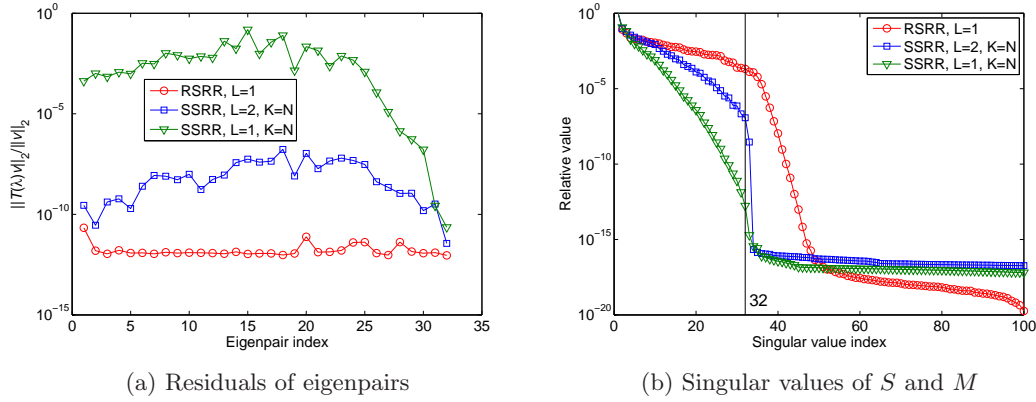 10^0
10^−5
10^−10
10^−15
0
5
10
15
20
25
30
35
Eigenpair index
||T(λ)v||_2/||v||_2
RSRR, L=1
SSRR, L=2, K=N
SSRR, L=1, K=N
(a) Residuals of eigenpairs
10^0
10^−5
10^−10
10^−15
10^−20
0
20
40
60
80
100
Singular value index
Relative value
RSRR, L=1
SSRR, L=2, K=N
SSRR, L=1, K=N
32
(b) Singular values of S and M